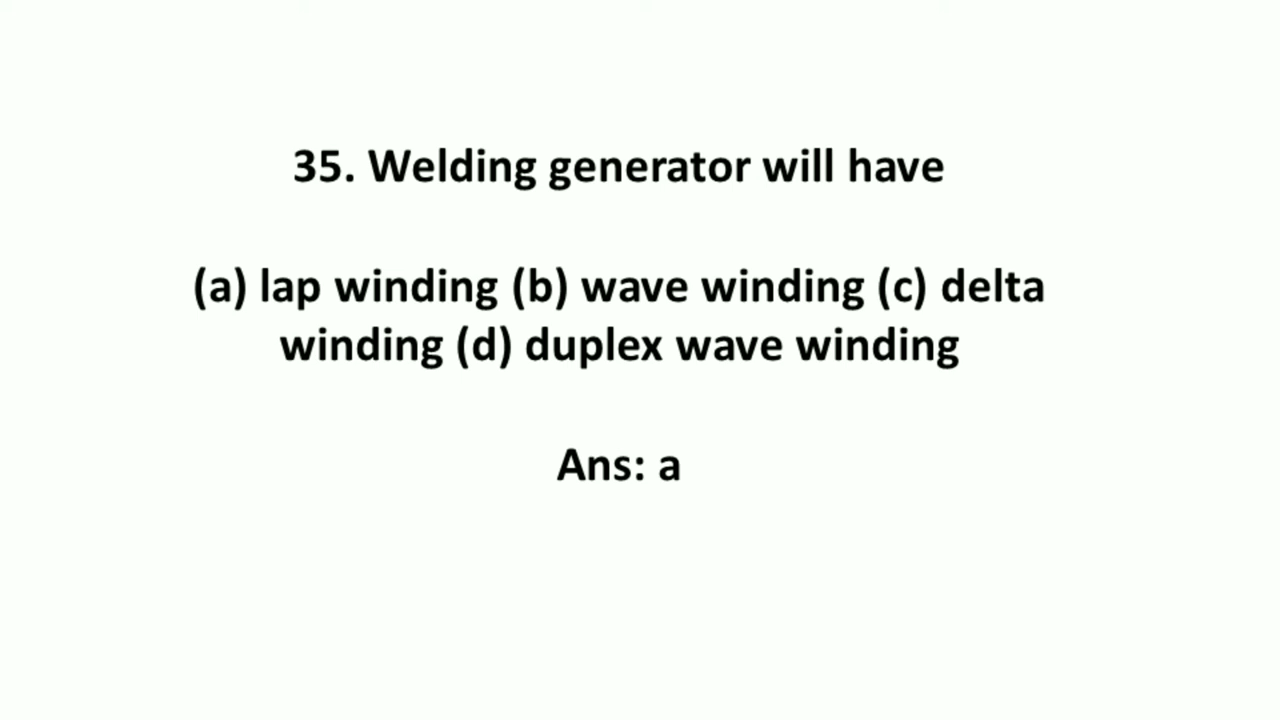 35. Welding generator will have
(a) lap winding (b) wave winding (c) delta
winding (d) duplex wave winding
Ans: a